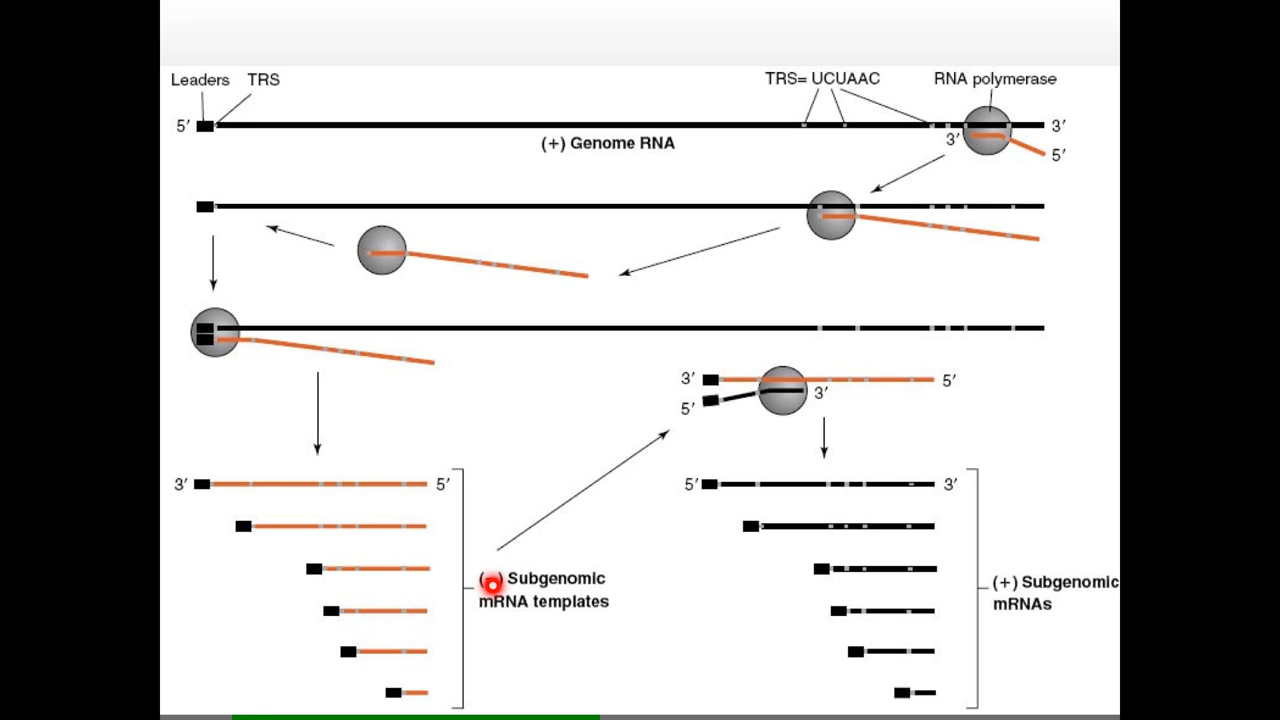 Leaders TRS
TRS= UCUAAC
RNA polymerase
5′
3′
(+) Genome RNA
3′
5′
3′
5′
5′
3′
3′
5′
5′
3′
Subgenomic
mRNA templates
(+) Subgenomic
mRNAs